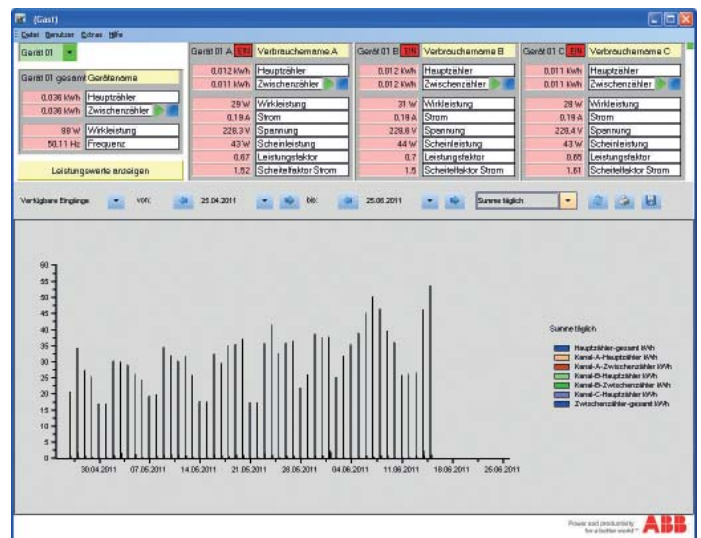 (Gast)
Datei Benutzer Extras Hilfe
Gerät 01
Gerät 01 gesamt Gerätename
0,036 kWh Hauptzähler
0,036 kWh Zwischenzähler
88 W Wirkleistung
50,11 Hz Frequenz
Leistungswerte anzeigen
Gerät 01 A EIN Verbrauchername A
0,012 kWh Hauptzähler
0,011 kWh Zwischenzähler
29 W Wirkleistung
0,19 A Strom
228,3 V Spannung
43 W Scheinleistung
0,67 Leistungsfaktor
1,52 Scheitelfaktor Strom
Gerät 01 B EIN Verbrauchername B
0,012 kWh Hauptzähler
0,012 kWh Zwischenzähler
31 W Wirkleistung
0,19 A Strom
228,6 V Spannung
44 W Scheinleistung
0,7 Leistungsfaktor
1,5 Scheitelfaktor Strom
Gerät 01 C EIN Verbrauchername C
0,011 kWh Hauptzähler
0,011 kWh Zwischenzähler
28 W Wirkleistung
0,19 A Strom
228,4 V Spannung
43 W Scheinleistung
0,65 Leistungsfaktor
1,61 Scheitelfaktor Strom
Verfügbare Eingänge von: 25.04.2011 bis: 25.06.2011 Summe täglich
60
55
50
45
40
35
30
25
20
15
10
5
0
30.04.2011 07.05.2011 14.05.2011 21.05.2011 28.05.2011 04.06.2011 11.06.2011 18.06.2011 25.06.2011
Summe täglich
Hauptzähler-gesamt kWh
Kanal-A-Hauptzähler kWh
Kanal-A-Zwischenzähler kWh
Kanal-B-Hauptzähler kWh
Kanal-B-Zwischenzähler kWh
Kanal-C-Hauptzähler kWh
Zwischenzähler-gesamt kWh
Power and productivity
for a better world™
ABB